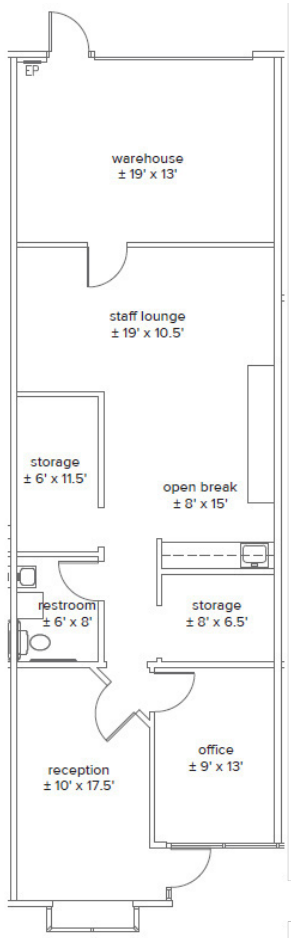 EP
warehouse
± 19' x 13'
staff lounge
± 19' x 10.5'
storage
± 6' x 11.5'
open break
± 8' x 15'
restroom
± 6' x 8'
storage
± 8' x 6.5'
office
± 9' x 13'
reception
± 10' x 17.5'